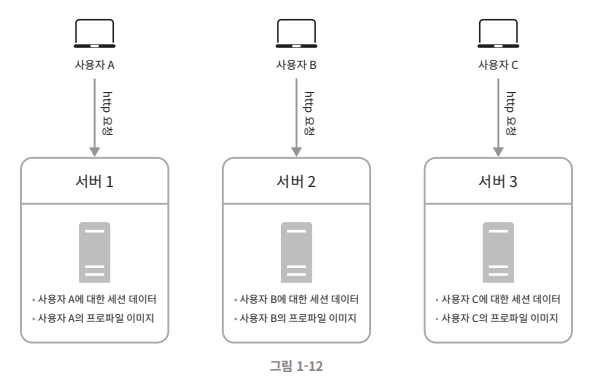 사용자 A
사용자 B
사용자 C
http 요청
http 요청
http 요청
서버 1
서버 2
서버 3
• 사용자 A에 대한 세션 데이터
• 사용자 A의 프로파일 이미지
• 사용자 B에 대한 세션 데이터
• 사용자 B의 프로파일 이미지
• 사용자 C에 대한 세션 데이터
• 사용자 C의 프로파일 이미지
그림 1-12